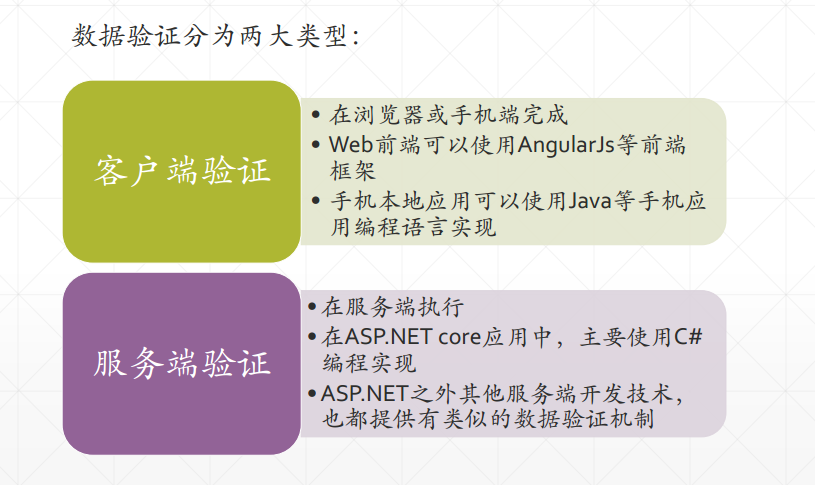 数据验证分为两大类型：
客户端验证
• 在浏览器或手机端完成
• Web前端可以使用AngularJs等前端
框架
• 手机本地应用可以使用Java等手机应
用编程语言实现
服务端验证
• 在服务端执行
• 在ASP.NET core应用中，主要使用C#
编程实现
• ASP.NET之外其他服务端开发技术，
也都提供有类似的数据验证机制